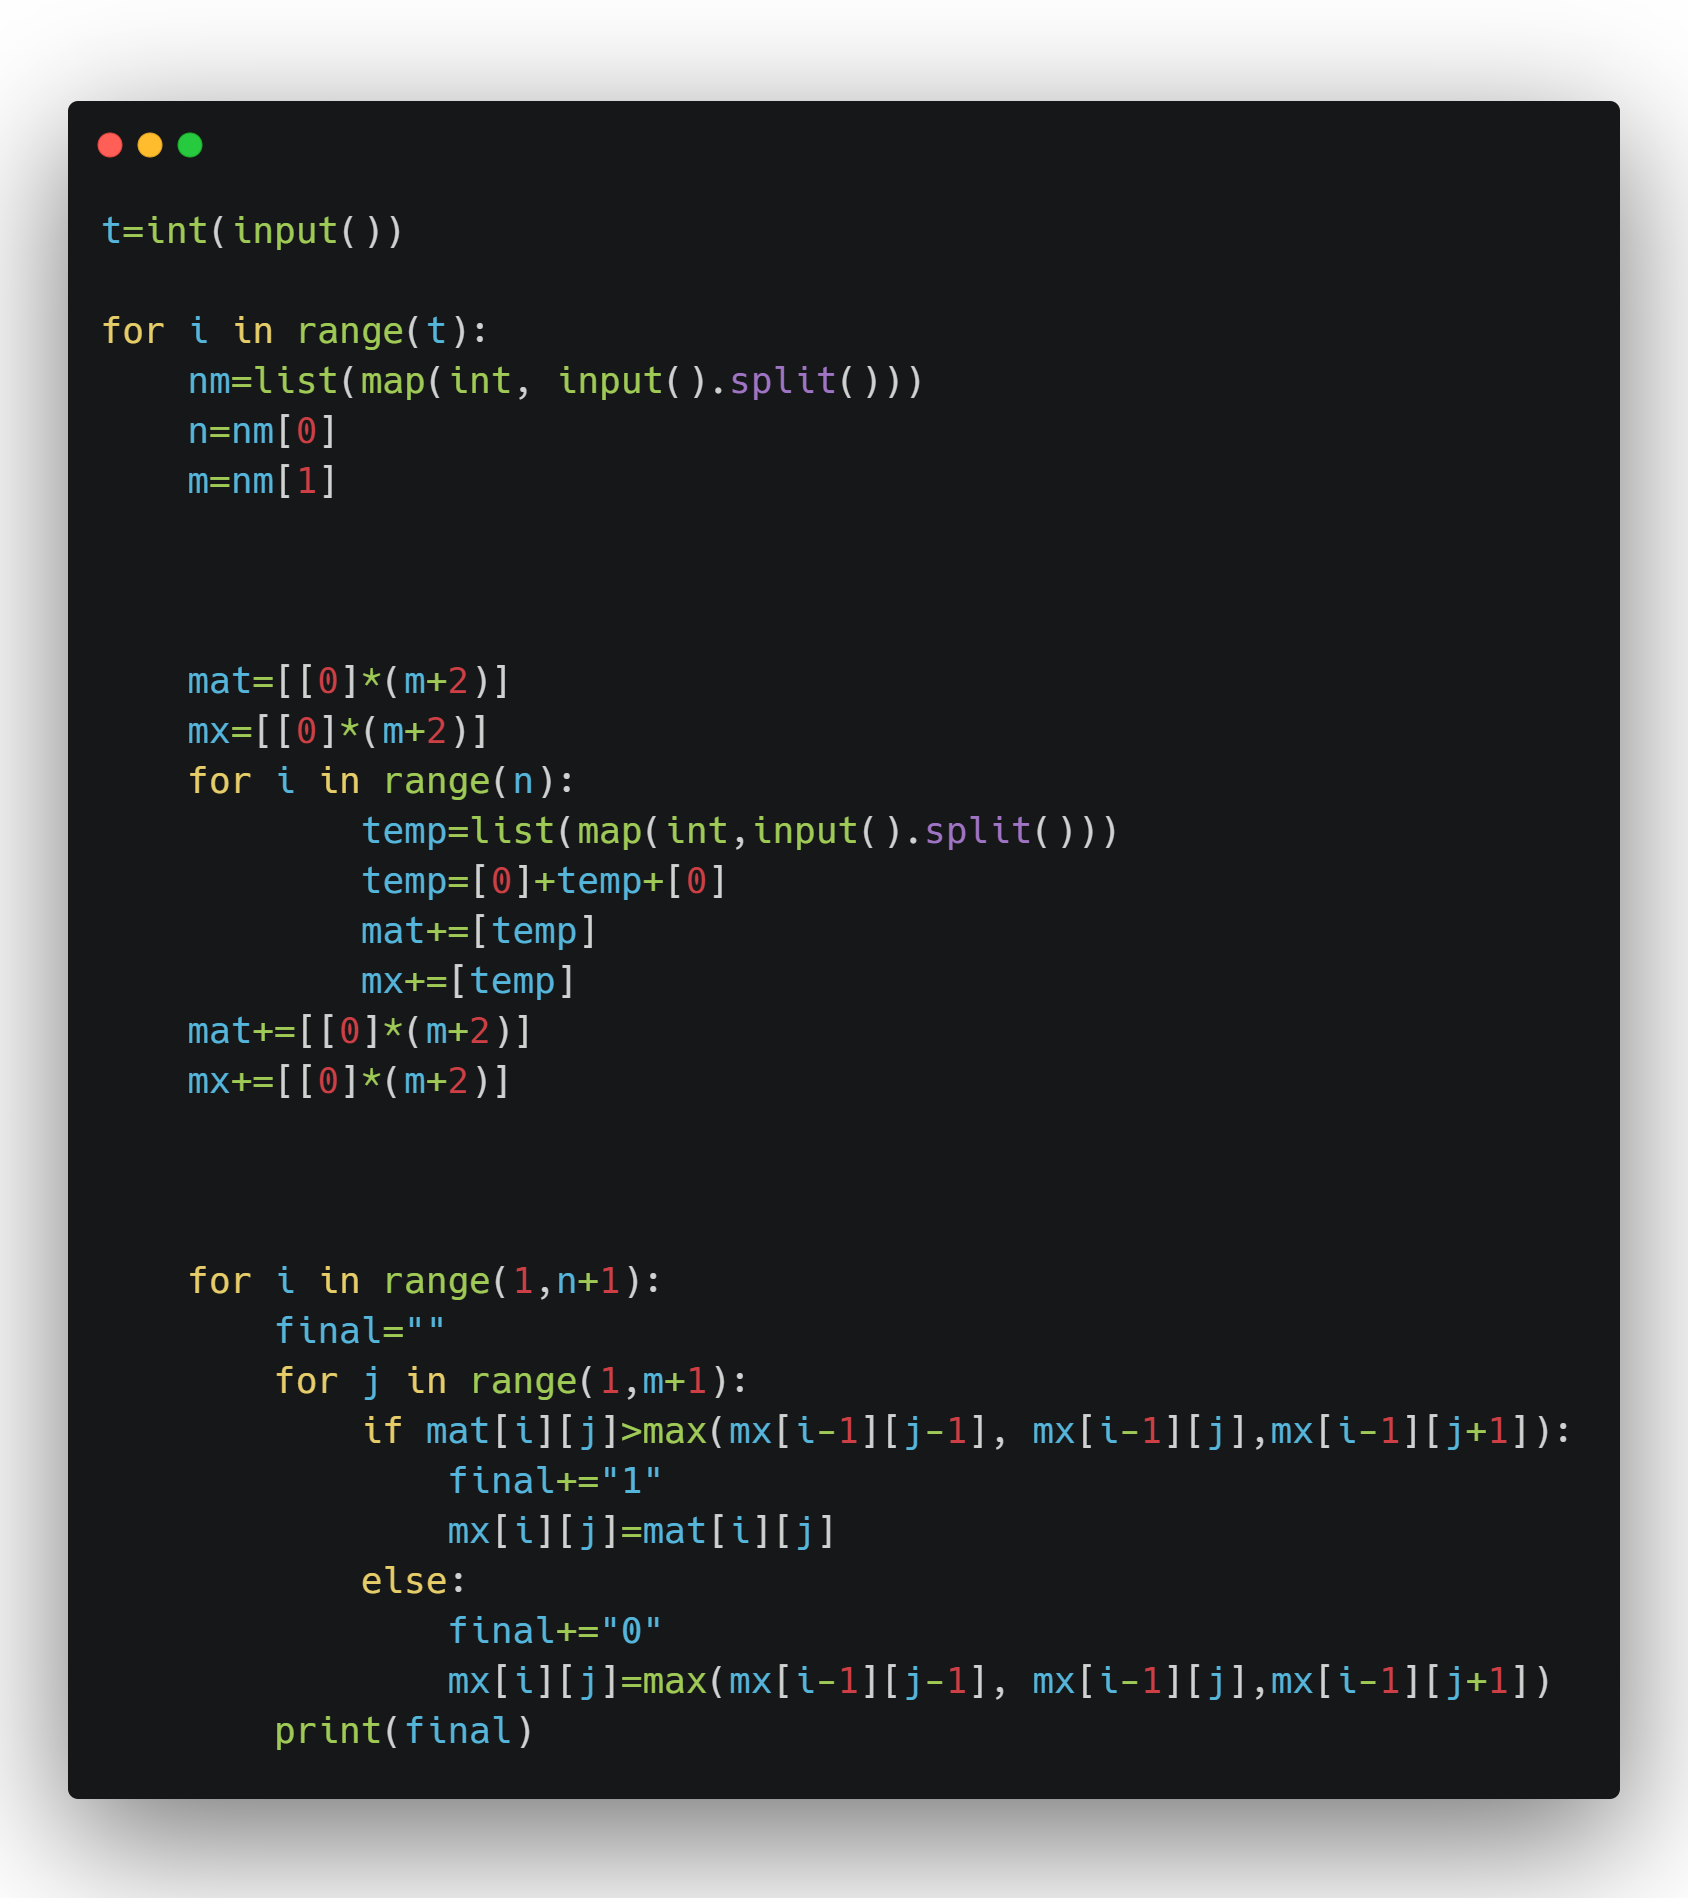 t=int(input())

for i in range(t):
    nm=list(map(int, input().split()))
    n=nm[0]
    m=nm[1]



    mat=[[0]*(m+2)]
    mx=[[0]*(m+2)]
    for i in range(n):
            temp=list(map(int,input().split()))
            temp=[0]+temp+[0]
            mat+=[temp]
            mx+=[temp]
    mat+=[[0]*(m+2)]
    mx+=[[0]*(m+2)]



    for i in range(1,n+1):
        final=""
        for j in range(1,m+1):
            if mat[i][j]>max(mx[i-1][j-1], mx[i-1][j],mx[i-1][j+1]):
                final+="1"
                mx[i][j]=mat[i][j]
            else:
                final+="0"
                mx[i][j]=max(mx[i-1][j-1], mx[i-1][j],mx[i-1][j+1])
        print(final)